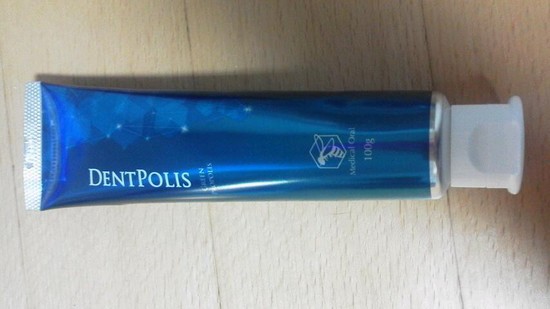 DENTPOLIS
Medical Oral
100g